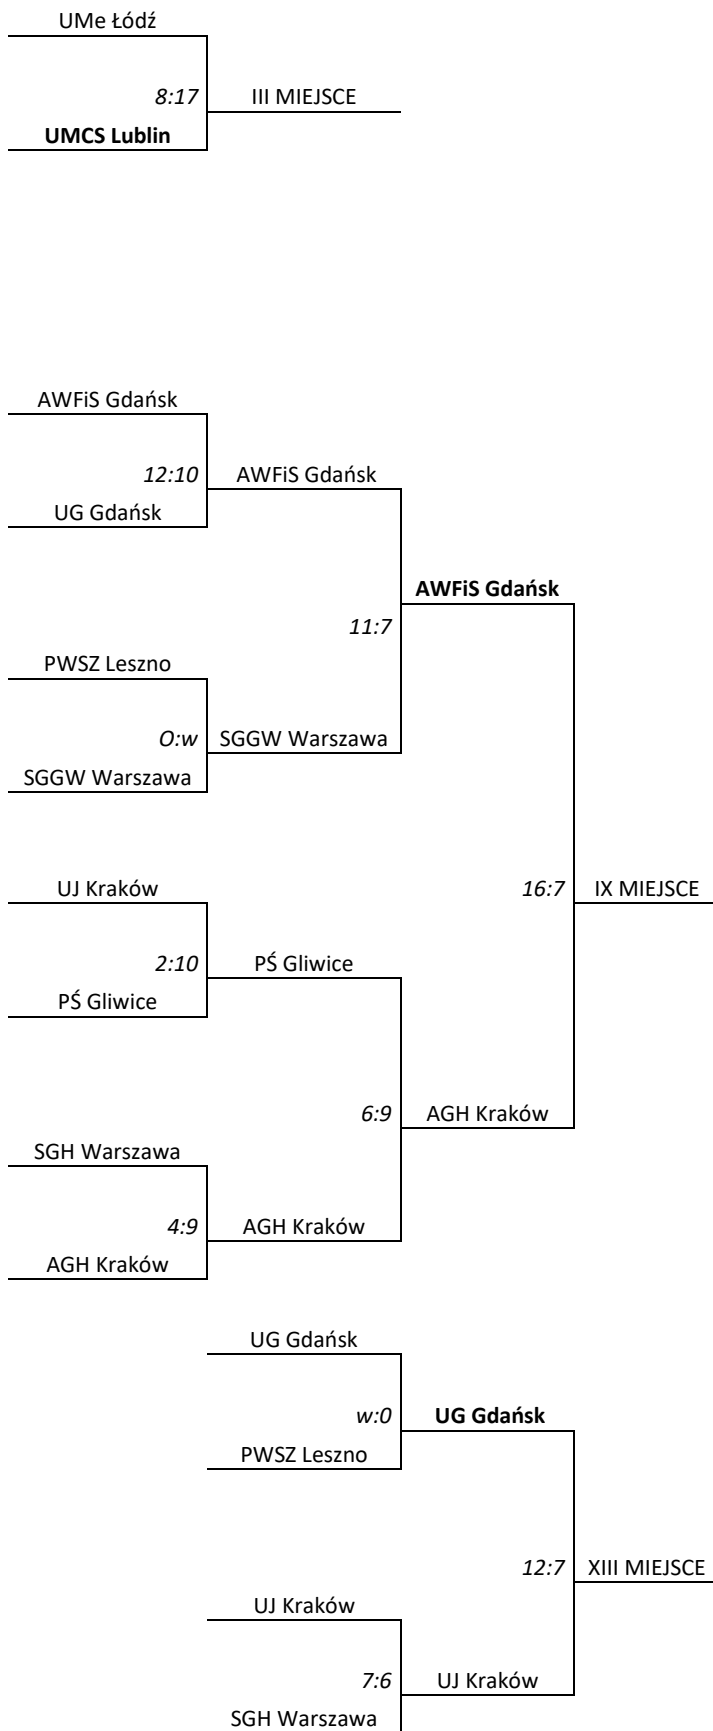 UMe Łódź
8:17 III MIEJSCE
UMCS Lublin
AWFiS Gdańsk
12:10 AWFiS Gdańsk
UG Gdańsk
AWFiS Gdańsk
11:7
PWSZ Leszno
O:w SGGW Warszawa
SGGW Warszawa
UJ Kraków 16:7 IX MIEJSCE
2:10 PŚ Gliwice
PŚ Gliwice
6:9 AGH Kraków
SGH Warszawa
4:9 AGH Kraków
AGH Kraków
UG Gdańsk
w:0 UG Gdańsk
PWSZ Leszno
12:7 XIII MIEJSCE
UJ Kraków
7:6 UJ Kraków
SGH Warszawa